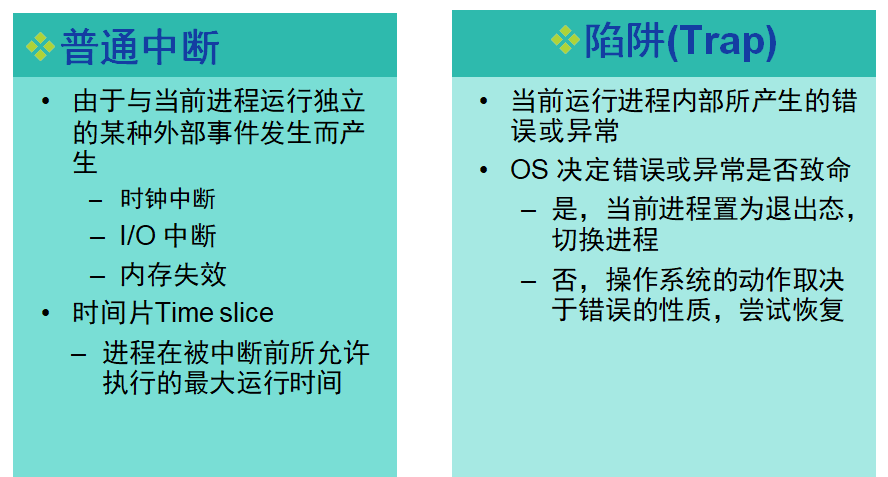 普通中断
• 由于与当前进程运行独立
的某种外部事件发生而产
生
– 时钟中断
– I/O 中断
– 内存失效
• 时间片Time slice
– 进程在被中断前所允许
执行的最大运行时间
陷阱(Trap)
• 当前运行进程内部所产生的错
误或异常
• OS 决定错误或异常是否致命
– 是，当前进程置为退出态，
切换进程
– 否，操作系统的动作取决
于错误的性质，尝试恢复